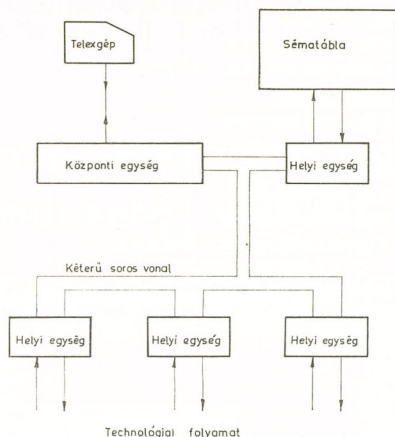 Telexgép
Sématábla
Központi egység
Helyi egység
Kéterű soros vonal
Helyi egység
Helyi egység
Helyi egység
Technológiai folyamat